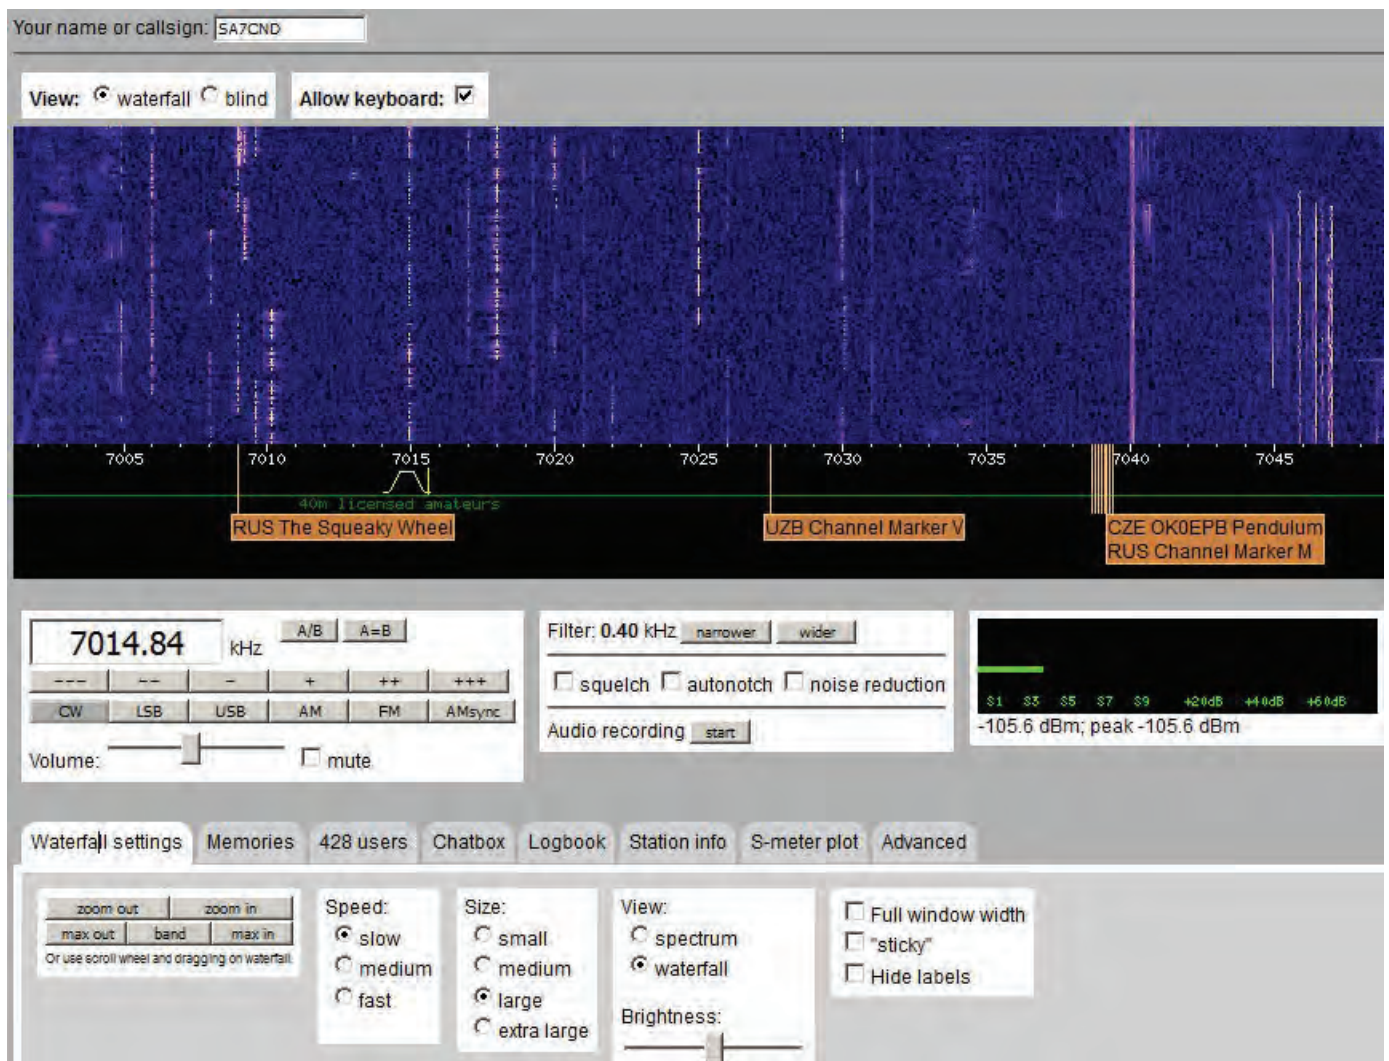 Your name or callsign: SA7CND
View: waterfall blind Allow keyboard:
7005 7010 7015 7020 7025 7030 7035 7040 7045
40m licensed amateurs
RUS The Squeaky Wheel UZB Channel Marker V CZE OK0EPB Pendulum
RUS Channel Marker M
7014.84 kHz A/B A=B
--- -- - + ++ +++
CW LSB USB AM FM AMsync
Volume: mute
Filter: 0.40 kHz narrower wider
squelch autonotch noise reduction
Audio recording start
S1 S3 S5 S7 S9 +20dB +40dB +60dB
-105.6 dBm; peak -105.6 dBm
Waterfall settings Memories 428 users Chatbox Logbook Station info S-meter plot Advanced
zoom out zoom in
max out band max in
Or use scroll wheel and dragging on waterfall.
Speed:
slow
medium
fast
Size:
small
medium
large
extra large
View:
spectrum
waterfall
Brightness:
Full window width
"sticky"
Hide labels